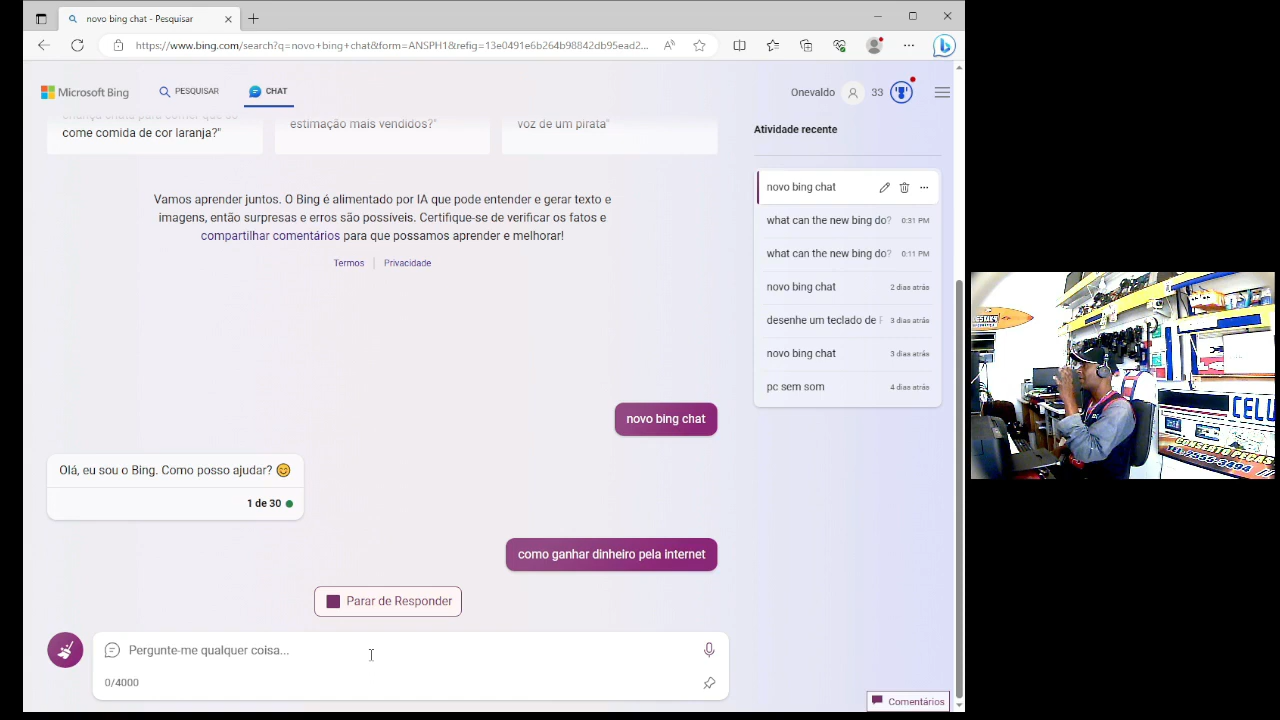 novo bing chat - Pesquisar
https://www.bing.com/search?q=novo+bing+chat&form=ANSPH1&refig=13e0491e6b264b98842db95ead2...
Microsoft Bing
PESQUISAR
CHAT
Onevaldo
33
come comida de cor laranja?"
estimação mais vendidos?"
voz de um pirata"
Vamos aprender juntos. O Bing é alimentado por IA que pode entender e gerar texto e
imagens, então surpresas e erros são possíveis. Certifique-se de verificar os fatos e
compartilhar comentários para que possamos aprender e melhorar!
Termos
Privacidade
novo bing chat
Olá, eu sou o Bing. Como posso ajudar? 😊
1 de 30
como ganhar dinheiro pela internet
Parar de Responder
Pergunte-me qualquer coisa...
0/4000
Atividade recente
novo bing chat
what can the new bing do? 0:31 PM
what can the new bing do? 0:11 PM
novo bing chat 2 dias atrás
desenhe um teclado de 3 dias atrás
novo bing chat 3 dias atrás
pc sem som 4 dias atrás
Comentários
CELU